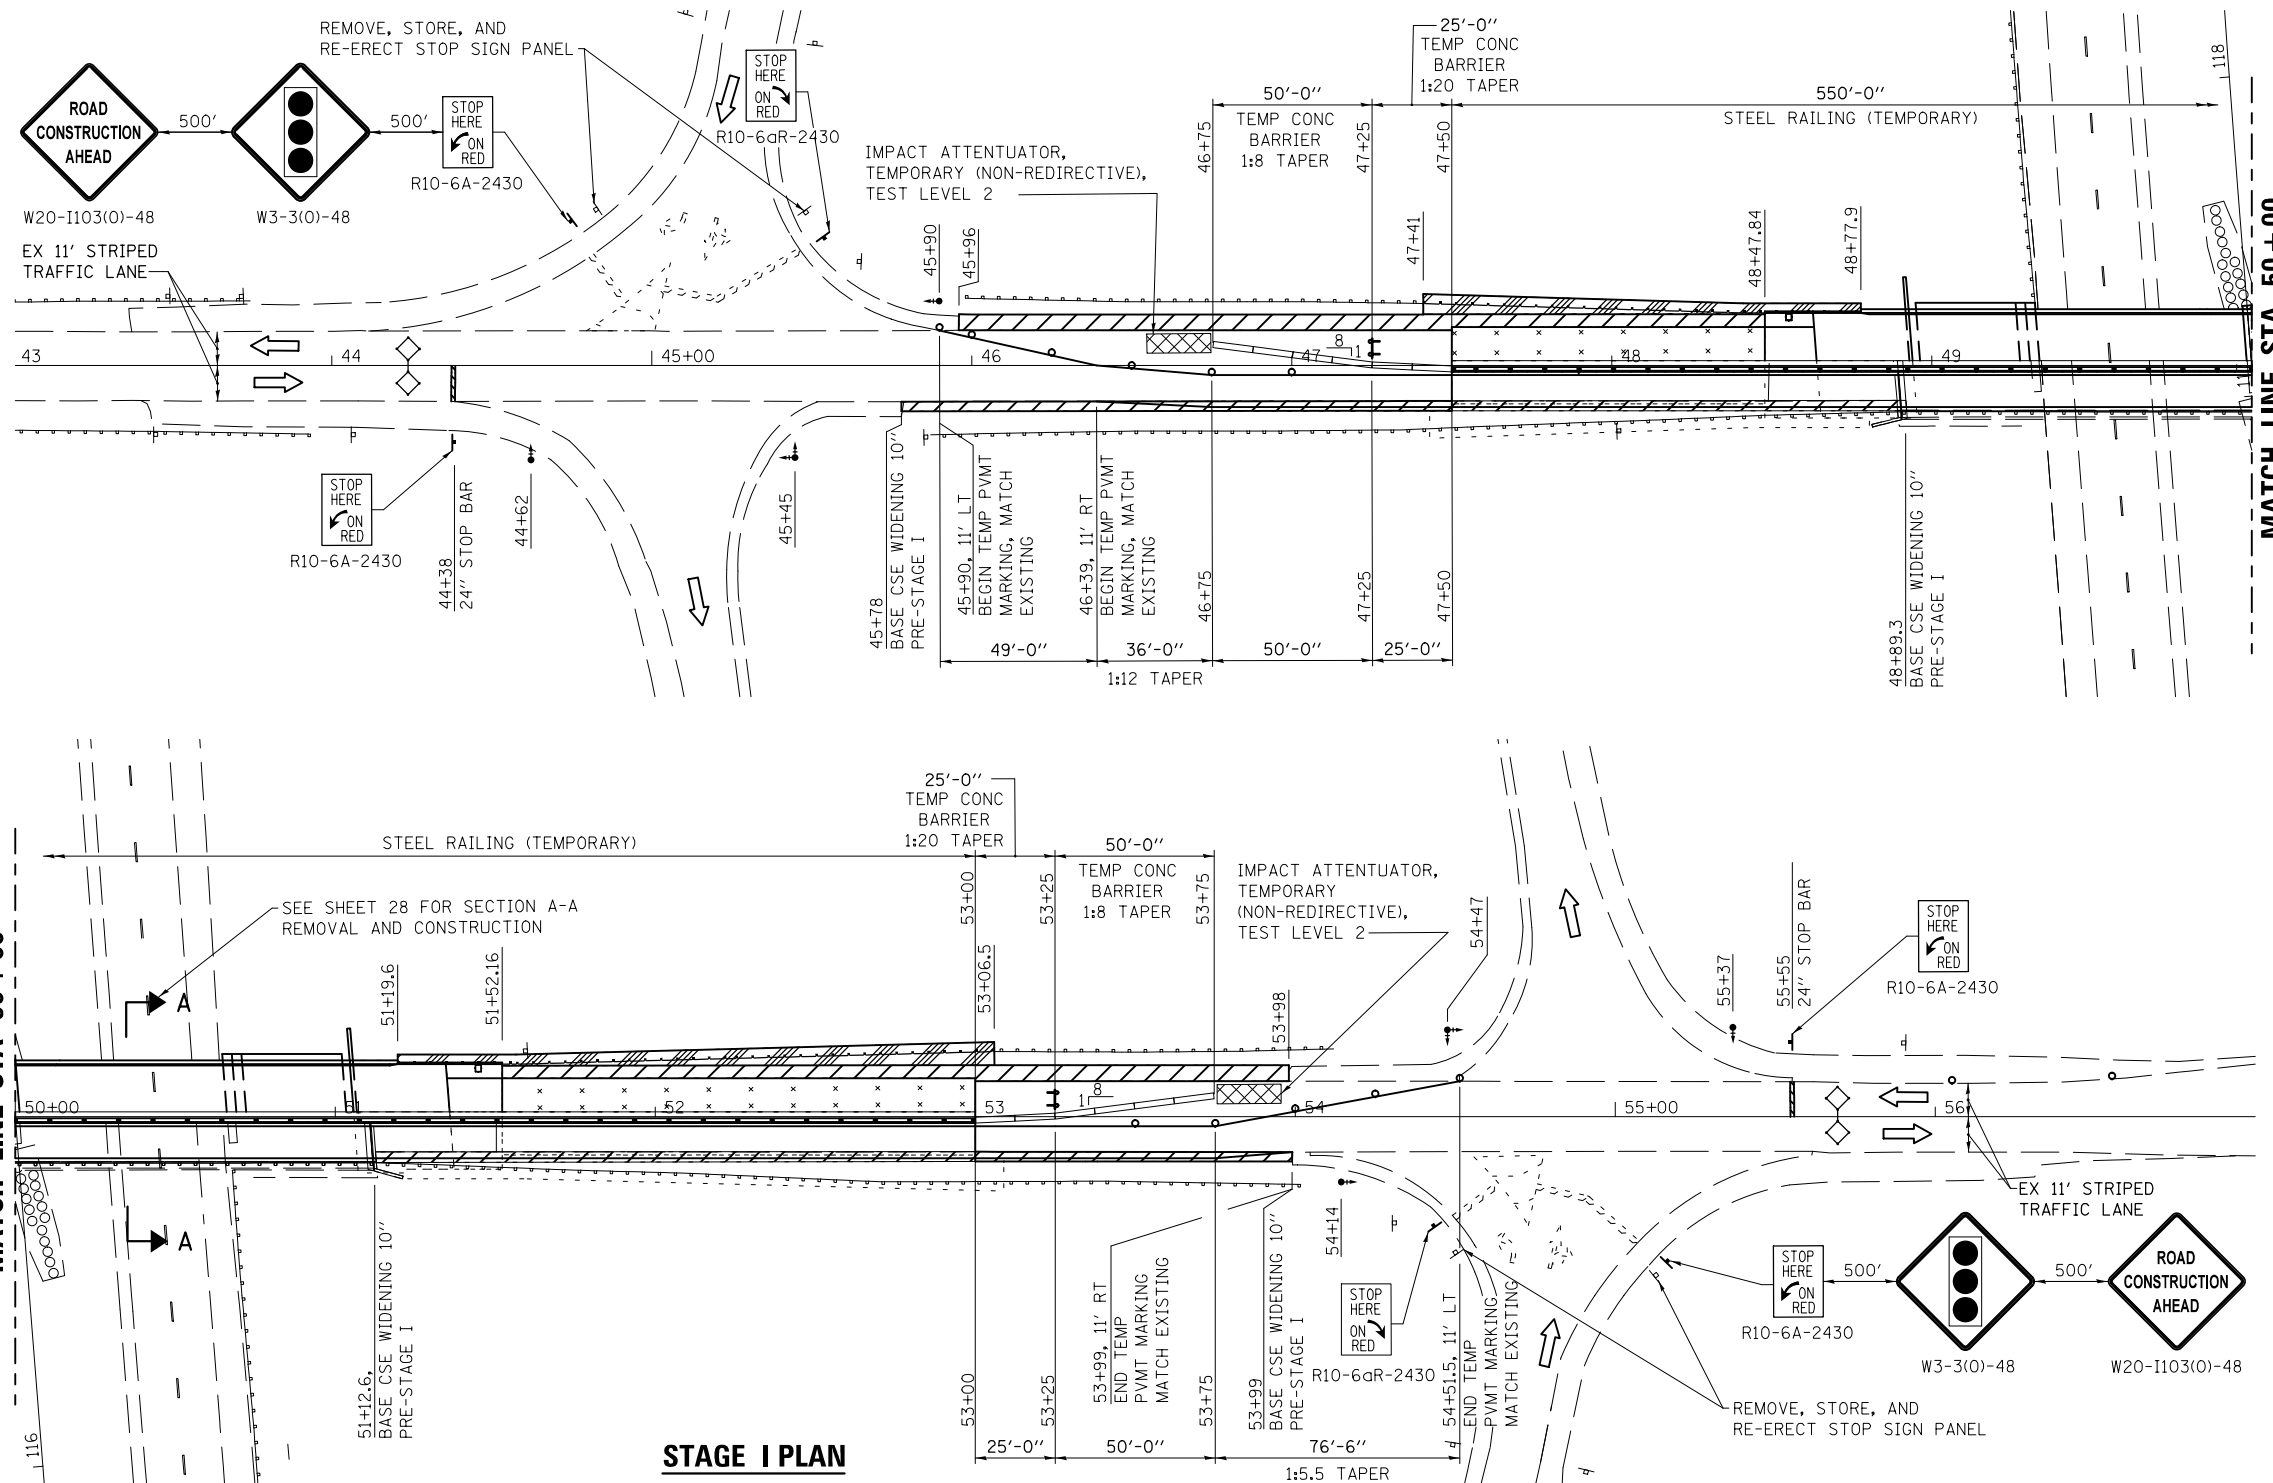 REMOVE, STORE, AND
RE-ERECT STOP SIGN PANEL
ROAD
CONSTRUCTION
AHEAD
W20-I103(O)-48
500'
W3-3(O)-48
500'
STOP
HERE
ON
RED
R10-6A-2430
STOP
HERE
ON
RED
R10-6aR-2430
EX 11' STRIPED
TRAFFIC LANE
IMPACT ATTENTUATOR,
TEMPORARY (NON-REDIRECTIVE),
TEST LEVEL 2
25'-0"
TEMP CONC
BARRIER
1:20 TAPER
50'-0"
TEMP CONC
BARRIER
1:8 TAPER
550'-0"
STEEL RAILING (TEMPORARY)
118
46+75
47+25
47+50
45+90
45+96
47+41
48+47.84
48+77.9
MATCH LINE STA 50+00
43
44
45+00
46
47
8
1
48
49
STOP
HERE
ON
RED
R10-6A-2430
44+38
24" STOP BAR
44+62
45+45
45+78
BASE CSE WIDENING 10"
PRE-STAGE I
45+90, 11' LT
BEGIN TEMP PVMT
MARKING, MATCH
EXISTING
46+39, 11' RT
BEGIN TEMP PVMT
MARKING, MATCH
EXISTING
46+75
47+25
47+50
48+89.3
BASE CSE WIDENING 10"
PRE-STAGE I
49'-0"
36'-0"
50'-0"
25'-0"
1:12 TAPER
STEEL RAILING (TEMPORARY)
25'-0"
TEMP CONC
BARRIER
1:20 TAPER
50'-0"
TEMP CONC
BARRIER
1:8 TAPER
IMPACT ATTENTUATOR,
TEMPORARY
(NON-REDIRECTIVE),
TEST LEVEL 2
SEE SHEET 28 FOR SECTION A-A
REMOVAL AND CONSTRUCTION
A
51+19.6
51+52.16
53+00
53+06.5
53+25
53+75
53+98
54+47
55+37
55+55
24" STOP BAR
STOP
HERE
ON
RED
R10-6A-2430
50+00
51
52
53
1
8
54
55+00
56
A
EX 11' STRIPED
TRAFFIC LANE
51+12.6,
BASE CSE WIDENING 10"
PRE-STAGE I
53+00
53+25
53+99, 11' RT
END TEMP
PVMT MARKING
MATCH EXISTING
53+75
53+99
BASE CSE WIDENING 10"
PRE-STAGE I
54+14
STOP
HERE
ON
RED
R10-6aR-2430
54+51.5, 11' LT
END TEMP
PVMT MARKING
MATCH EXISTING
STOP
HERE
ON
RED
R10-6A-2430
500'
W3-3(O)-48
500'
ROAD
CONSTRUCTION
AHEAD
W20-I103(O)-48
REMOVE, STORE, AND
RE-ERECT STOP SIGN PANEL
116
25'-0"
50'-0"
76'-6"
1:5.5 TAPER
STAGE I PLAN